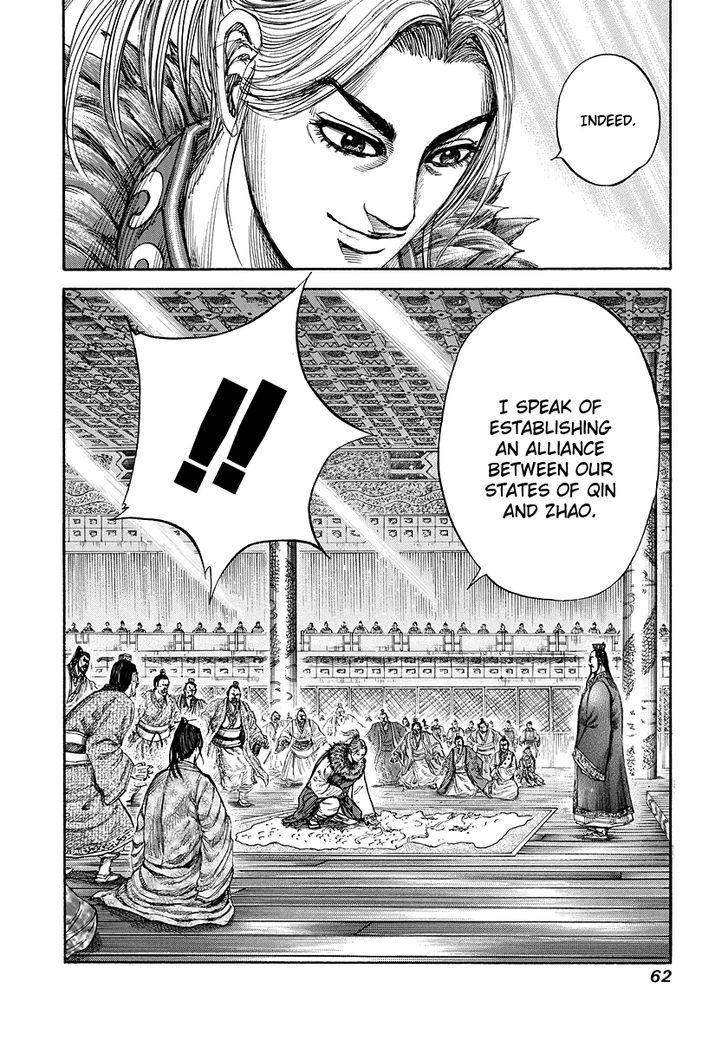 INDEED.
I SPEAK OF
ESTABLISHING
AN ALLIANCE
BETWEEN OUR
STATES OF QIN
AND ZHAO.
!!
62